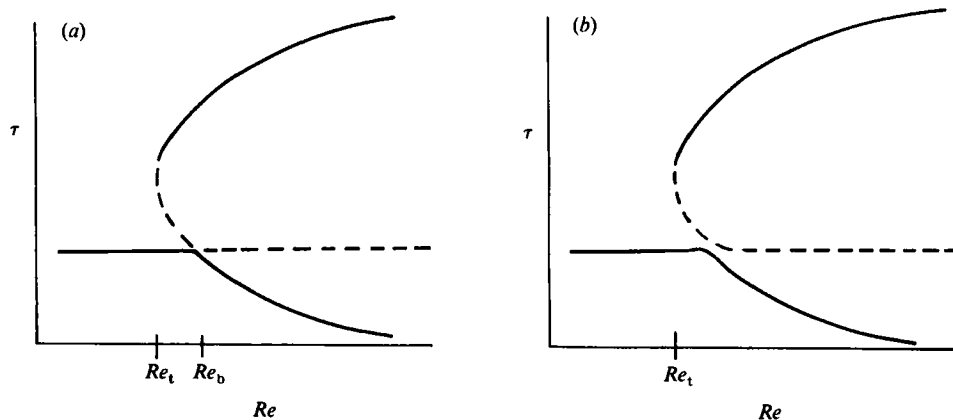 (a)
τ
Re_t Re_b
Re
(b)
τ
Re_t
Re